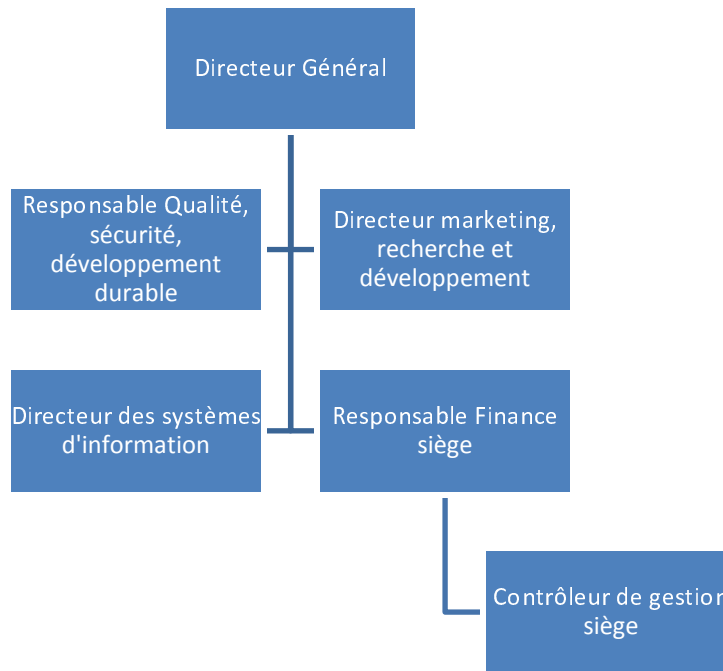 Directeur Général
Responsable Qualité,
sécurité,
développement
durable
Directeur marketing,
recherche et
développement
Directeur des systèmes
d'information
Responsable Finance
siège
Contrôleur de gestion
siège